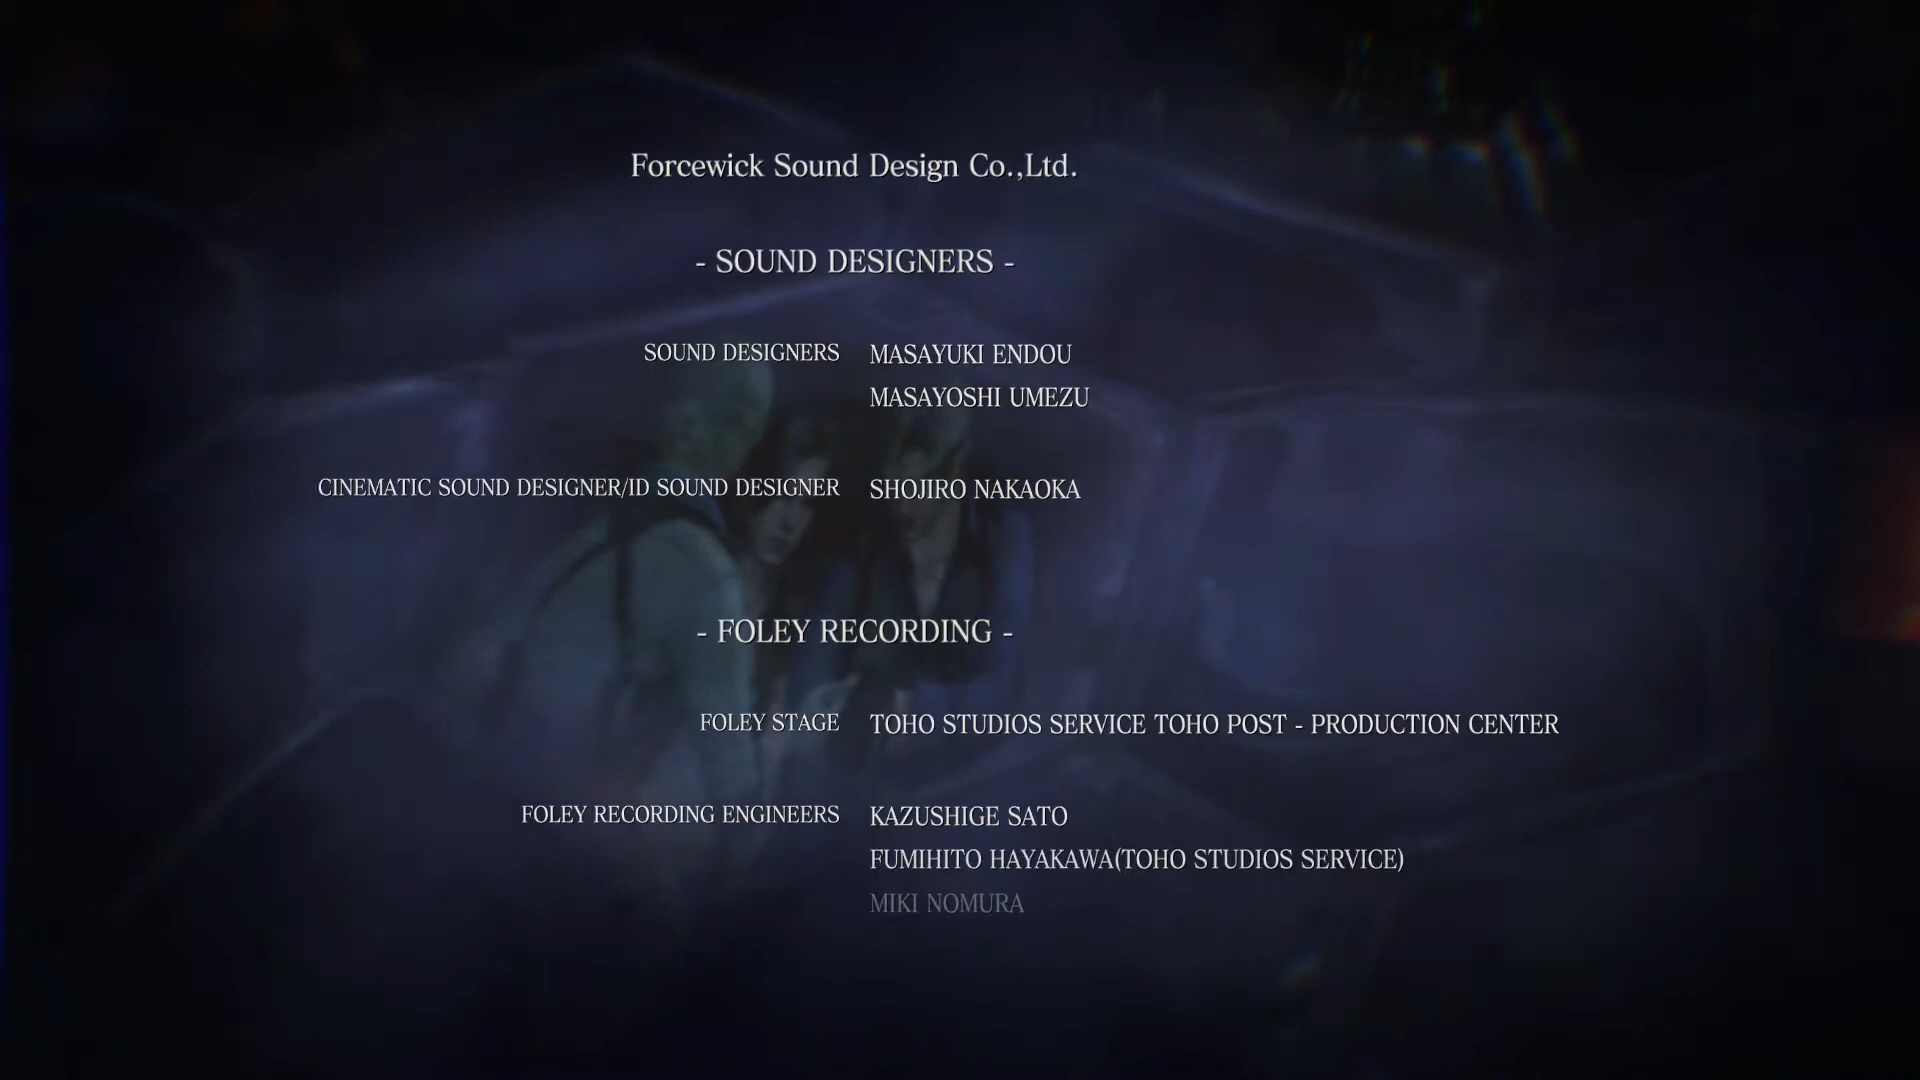 Forcewick Sound Design Co.,Ltd.
- SOUND DESIGNERS -
SOUND DESIGNERS MASAYUKI ENDOU
MASAYOSHI UMEZU
CINEMATIC SOUND DESIGNER/ID SOUND DESIGNER SHOJIRO NAKAOKA
- FOLEY RECORDING -
FOLEY STAGE TOHO STUDIOS SERVICE TOHO POST - PRODUCTION CENTER
FOLEY RECORDING ENGINEERS KAZUSHIGE SATO
FUMIHITO HAYAKAWA(TOHO STUDIOS SERVICE)
MIKI NOMURA